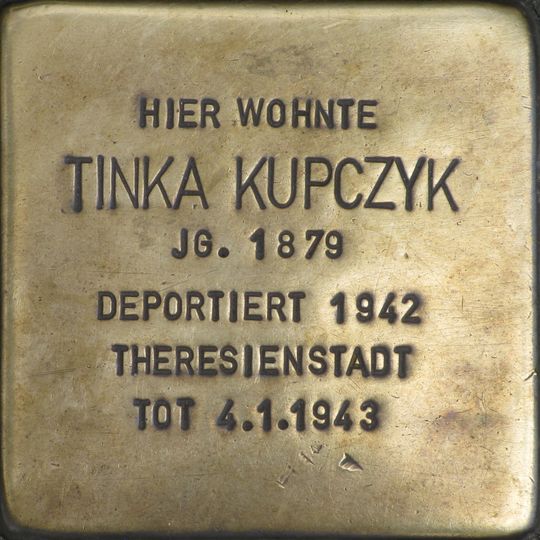 HIER WOHNTE
TINKA KUPCZYK
JG. 1879
DEPORTIERT 1942
THERESIENSTADT
TOT 4.1.1943